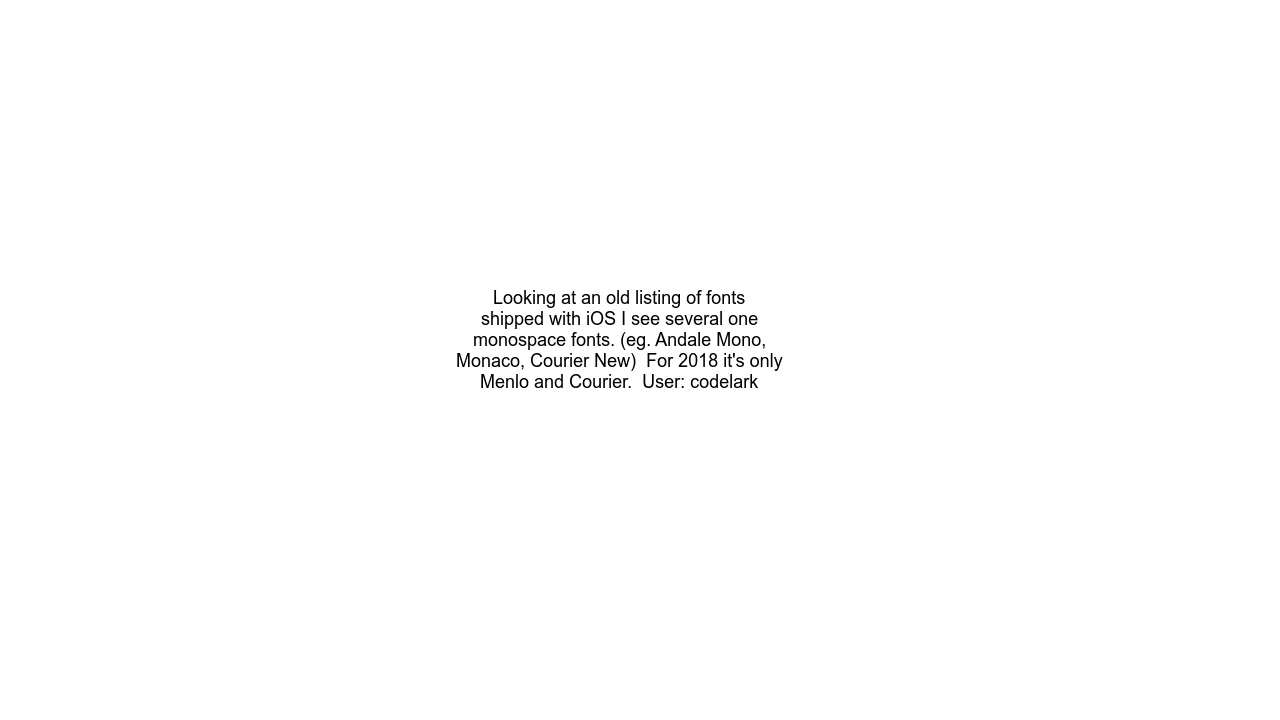 Looking at an old listing of fonts
shipped with iOS I see several one
monospace fonts. (eg. Andale Mono,
Monaco, Courier New)  For 2018 it's only
Menlo and Courier.  User: codelark